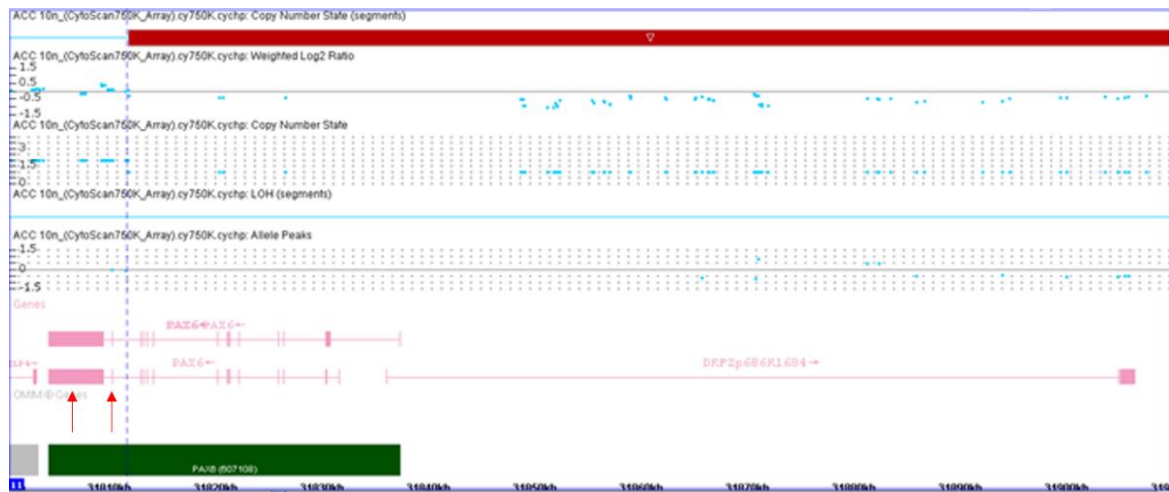 ACC 10n_(CytoScan750K_Array).cy750K.cychp: Copy Number State (segments)
ACC 10n_(CytoScan750K_Array).cy750K.cychp: Weighted Log2 Ratio
1.5
0.5
-0.5
-1.5
ACC 10n_(CytoScan750K_Array).cy750K.cychp: Copy Number State
3
1.5
0
ACC 10n_(CytoScan750K_Array).cy750K.cychp: LOH (segments)
ACC 10n_(CytoScan750K_Array).cy750K.cychp: Allele Peaks
1.5
0
-1.5
Genes
PAX6← PAX6←
PAX6← DKFZp686K1684→
OMIM ® Genes
PAX6 (607108)
11 31810kb 31820kb 31830kb 31840kb 31850kb 31860kb 31870kb 31880kb 31890kb 31900kb